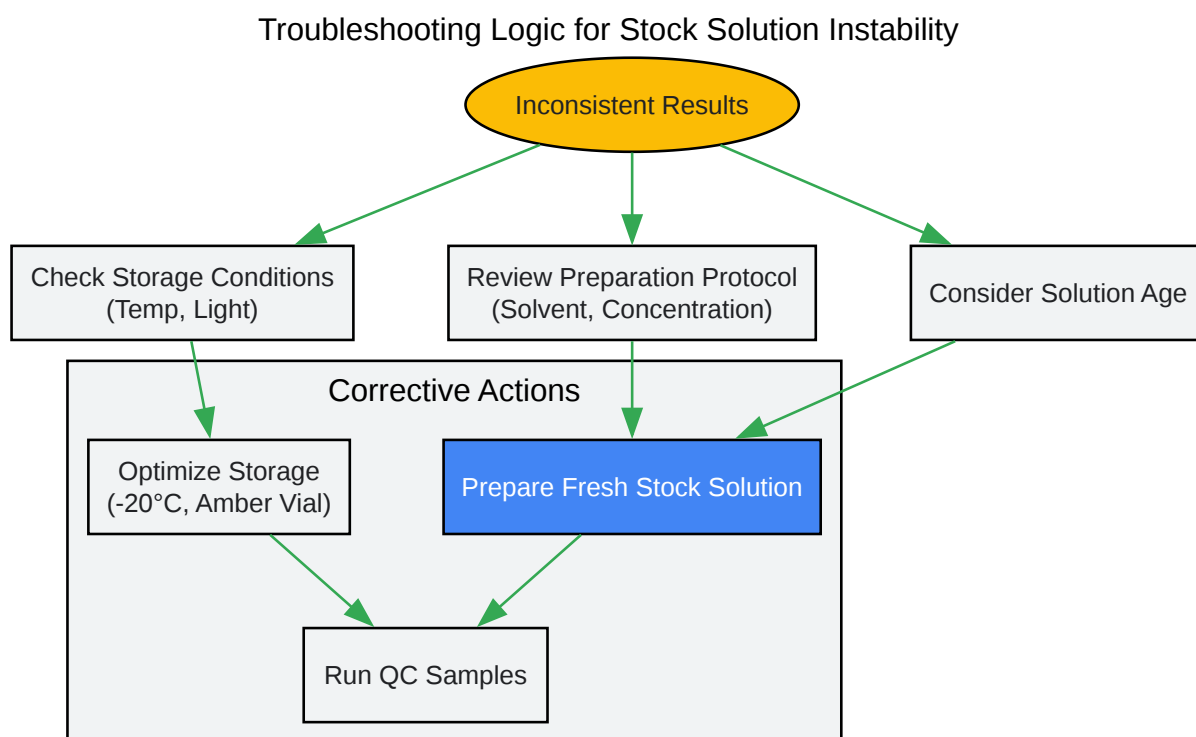 Troubleshooting Logic for Stock Solution Instability
Inconsistent Results
Check Storage Conditions
(Temp, Light)
Review Preparation Protocol
(Solvent, Concentration)
Consider Solution Age
Corrective Actions
Optimize Storage
(-20°C, Amber Vial)
Prepare Fresh Stock Solution
Run QC Samples